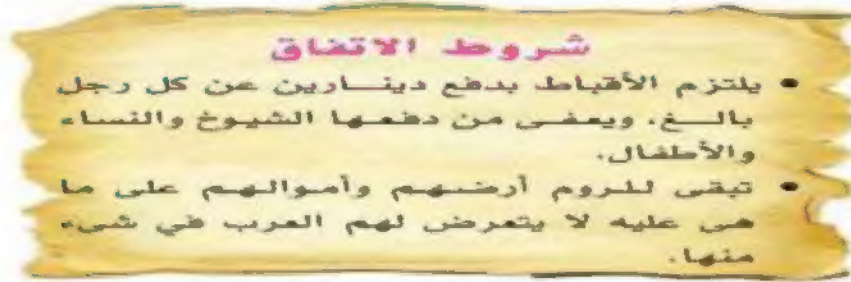 شروط الاتفاق
• يلتزم الأقباط بدفع دينارين عن كل رجل
بالغ، ويعفى من دفعها الشيوخ والنساء
والأطفال.
• تبقى للروم أرضهم وأموالهم على ما
هي عليه لا يتعرض لهم العرب في شيء
منها.